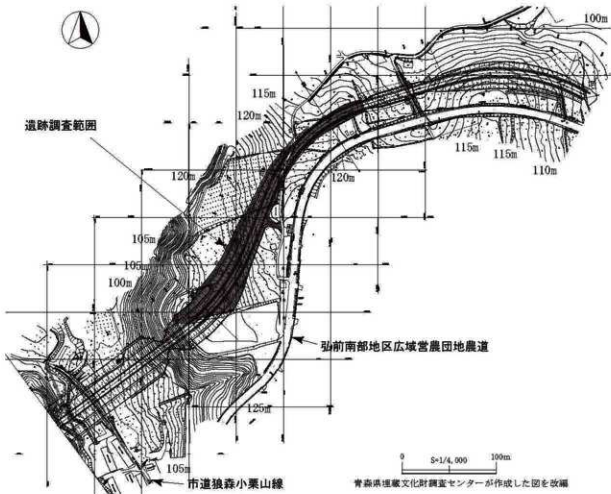 100m
115m
120m
遺跡調査範囲
120m
120m
115m
115m
110m
105m
105m
100m
弘前南部地区広域営農団地農道
125m
105m
市道狼森小栗山線
0
S=1/4,000
100m
青森県埋蔵文化財調査センターが作成した図を改編